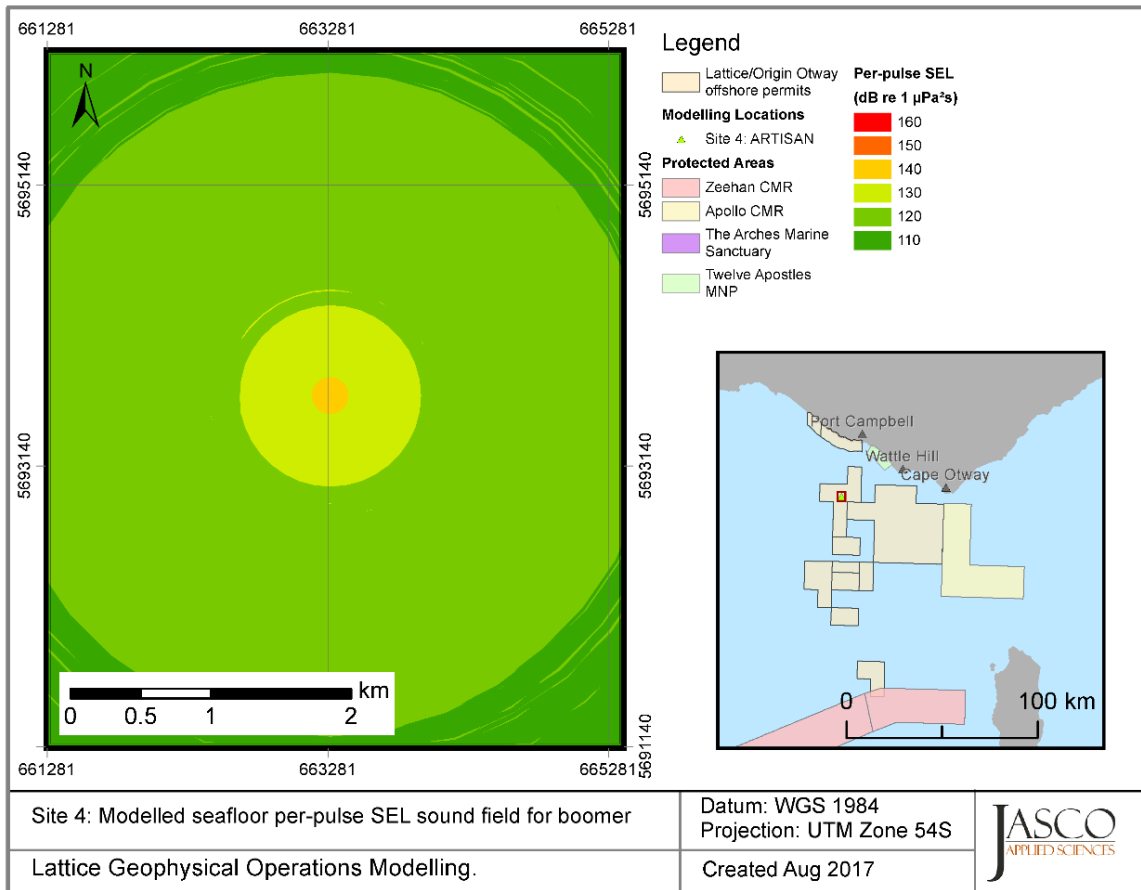 661281
663281
665281
N
5695140
5693140
5691140
5695140
5693140
km
0
0.5
1
2
661281
663281
665281
Legend
Lattice/Origin Otway
offshore permits
Modelling Locations
Site 4: ARTISAN
Protected Areas
Zeehan CMR
Apollo CMR
The Arches Marine
Sanctuary
Twelve Apostles
MNP
Per-pulse SEL
(dB re 1 µPa²s)
160
150
140
130
120
110
Port Campbell
Wattle Hill
Cape Otway
0
100 km
Site 4: Modelled seafloor per-pulse SEL sound field for boomer
Lattice Geophysical Operations Modelling.
Datum: WGS 1984
Projection: UTM Zone 54S
Created Aug 2017
JASCO
APPLIED SCIENCES